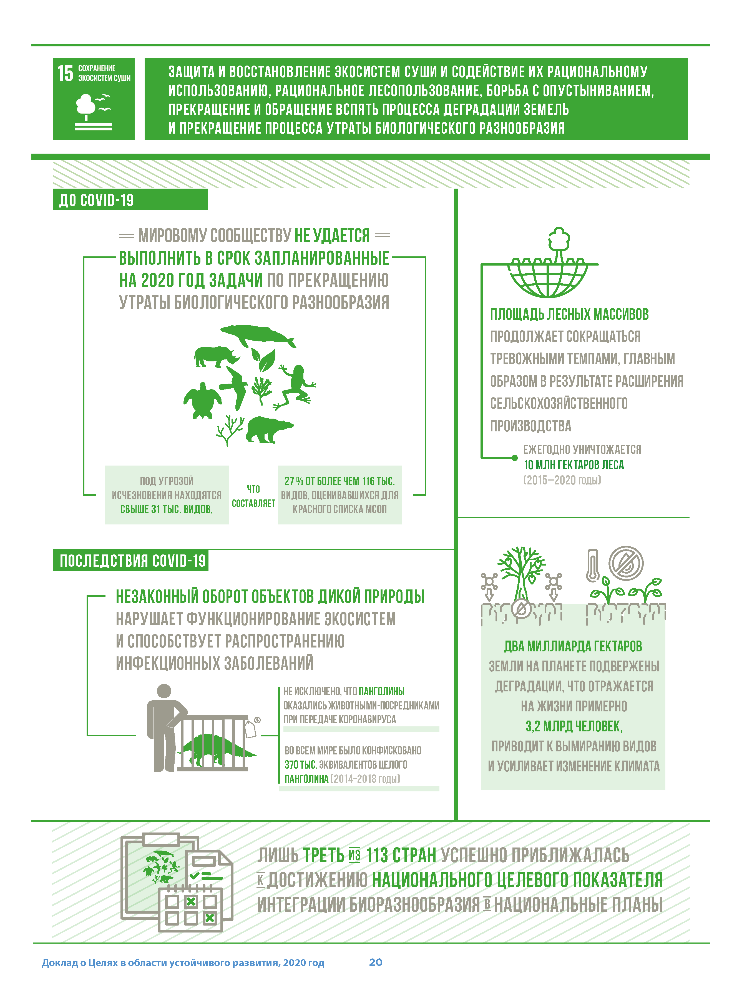 15 СОХРАНЕНИЕ
ЭКОСИСТЕМ СУШИ
ЗАЩИТА И ВОССТАНОВЛЕНИЕ ЭКОСИСТЕМ СУШИ И СОДЕЙСТВИЕ ИХ РАЦИОНАЛЬНОМУ
ИСПОЛЬЗОВАНИЮ, РАЦИОНАЛЬНОЕ ЛЕСОПОЛЬЗОВАНИЕ, БОРЬБА С ОПУСТЫНИВАНИЕМ,
ПРЕКРАЩЕНИЕ И ОБРАЩЕНИЕ ВСПЯТЬ ПРОЦЕССА ДЕГРАДАЦИИ ЗЕМЕЛЬ
И ПРЕКРАЩЕНИЕ ПРОЦЕССА УТРАТЫ БИОЛОГИЧЕСКОГО РАЗНООБРАЗИЯ
ДО COVID-19
МИРОВОМУ СООБЩЕСТВУ НЕ УДАЕТСЯ
ВЫПОЛНИТЬ В СРОК ЗАПЛАНИРОВАННЫЕ
НА 2020 ГОД ЗАДАЧИ ПО ПРЕКРАЩЕНИЮ
УТРАТЫ БИОЛОГИЧЕСКОГО РАЗНООБРАЗИЯ
ПОД УГРОЗОЙ
ИСЧЕЗНОВЕНИЯ НАХОДЯТСЯ
СВЫШЕ 31 ТЫС. ВИДОВ,
ЧТО
СОСТАВЛЯЕТ
27 % ОТ БОЛЕЕ ЧЕМ 116 ТЫС.
ВИДОВ, ОЦЕНИВАВШИХСЯ ДЛЯ
КРАСНОГО СПИСКА МСОП
ПЛОЩАДЬ ЛЕСНЫХ МАССИВОВ
ПРОДОЛЖАЕТ СОКРАЩАТЬСЯ
ТРЕВОЖНЫМИ ТЕМПАМИ, ГЛАВНЫМ
ОБРАЗОМ В РЕЗУЛЬТАТЕ РАСШИРЕНИЯ
СЕЛЬСКОХОЗЯЙСТВЕННОГО
ПРОИЗВОДСТВА
ЕЖЕГОДНО УНИЧТОЖАЕТСЯ
10 МЛН ГЕКТАРОВ ЛЕСА
(2015–2020 годы)
ПОСЛЕДСТВИЯ COVID-19
НЕЗАКОННЫЙ ОБОРОТ ОБЪЕКТОВ ДИКОЙ ПРИРОДЫ
НАРУШАЕТ ФУНКЦИОНИРОВАНИЕ ЭКОСИСТЕМ
И СПОСОБСТВУЕТ РАСПРОСТРАНЕНИЮ
ИНФЕКЦИОННЫХ ЗАБОЛЕВАНИЙ
НЕ ИСКЛЮЧЕНО, ЧТО ПАНГОЛИНЫ
ОКАЗАЛИСЬ ЖИВОТНЫМИ-ПОСРЕДНИКАМИ
ПРИ ПЕРЕДАЧЕ КОРОНАВИРУСА
ВО ВСЕМ МИРЕ БЫЛО КОНФИСКОВАНО
370 ТЫС. ЭКВИВАЛЕНТОВ ЦЕЛОГО
ПАНГОЛИНА (2014-2018 годы)
ДВА МИЛЛИАРДА ГЕКТАРОВ
ЗЕМЛИ НА ПЛАНЕТЕ ПОДВЕРЖЕНЫ
ДЕГРАДАЦИИ, ЧТО ОТРАЖАЕТСЯ
НА ЖИЗНИ ПРИМЕРНО
3,2 МЛРД ЧЕЛОВЕК,
ПРИВОДИТ К ВЫМИРАНИЮ ВИДОВ
И УСИЛИВАЕТ ИЗМЕНЕНИЕ КЛИМАТА
ЛИШЬ ТРЕТЬ ИЗ 113 СТРАН УСПЕШНО ПРИБЛИЖАЛАСЬ
К ДОСТИЖЕНИЮ НАЦИОНАЛЬНОГО ЦЕЛЕВОГО ПОКАЗАТЕЛЯ
ИНТЕГРАЦИИ БИОРАЗНООБРАЗИЯ В НАЦИОНАЛЬНЫЕ ПЛАНЫ
Доклад о Целях в области устойчивого развития, 2020 год 20